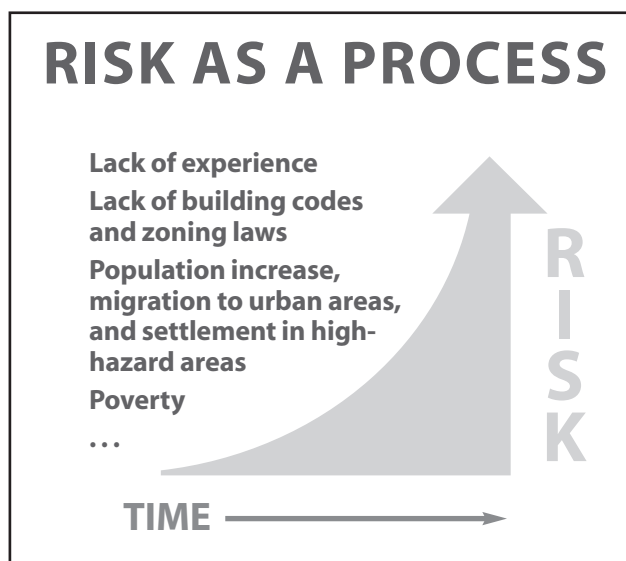 RISK AS A PROCESS
Lack of experience
Lack of building codes
and zoning laws
Population increase,
migration to urban areas,
and settlement in high-
hazard areas
Poverty
...
RISK
TIME